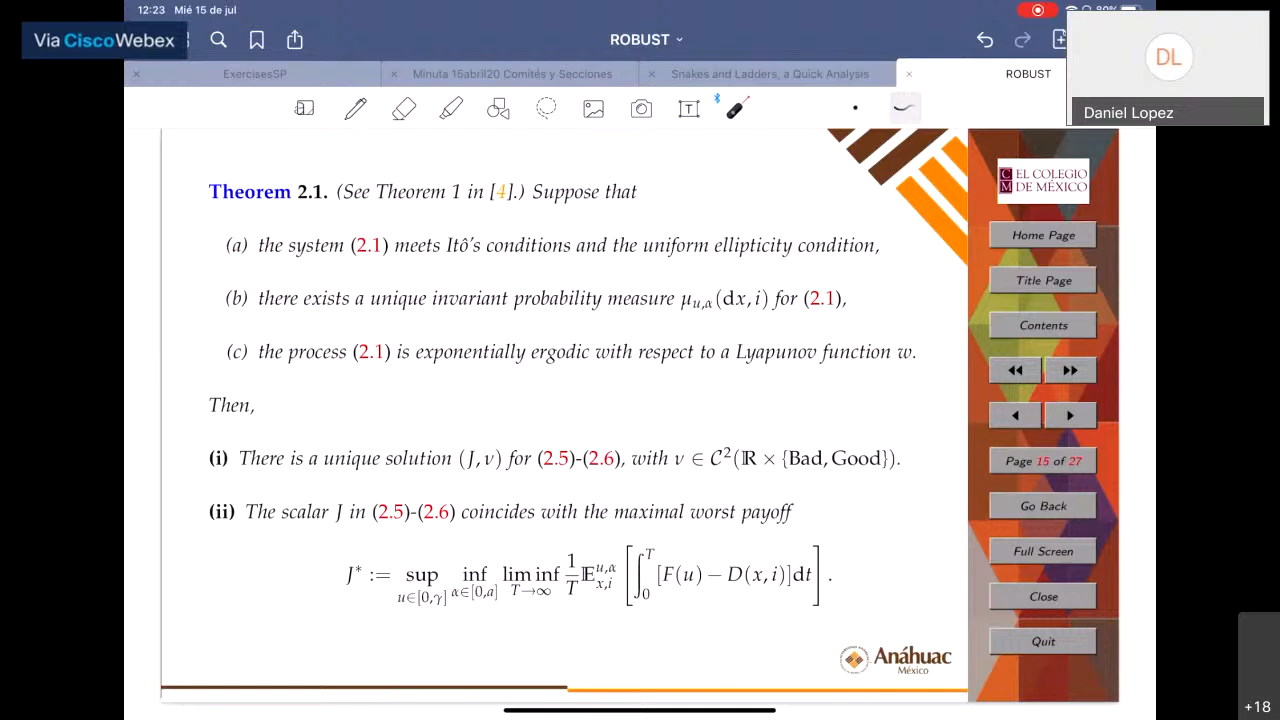 12:23 Mié 15 de jul
80%
Via Cisco Webex
ROBUST
ExercisesSP
Minuta 15abril20 Comités y Secciones
Snakes and Ladders, a Quick Analysis
ROBUST
DL
Daniel Lopez
T
Theorem 2.1. (See Theorem 1 in [4].) Suppose that
(a) the system (2.1) meets Itô's conditions and the uniform ellipticity condition,
(b) there exists a unique invariant probability measure μ_{u,α}(dx, i) for (2.1),
(c) the process (2.1) is exponentially ergodic with respect to a Lyapunov function w.
Then,
(i) There is a unique solution (J, ν) for (2.5)-(2.6), with ν ∈ C²(ℝ × {Bad, Good}).
(ii) The scalar J in (2.5)-(2.6) coincides with the maximal worst payoff
J* := sup_{u∈[0,γ]} inf_{α∈[0,a]} lim inf_{T→∞} 1/T 𝔼_{x,i}^{u,α} [∫_0^T [F(u) − D(x, i)]dt] .
Anáhuac
México
CM EL COLEGIO
DE MÉXICO
Home Page
Title Page
Contents
Page 15 of 27
Go Back
Full Screen
Close
Quit
+18